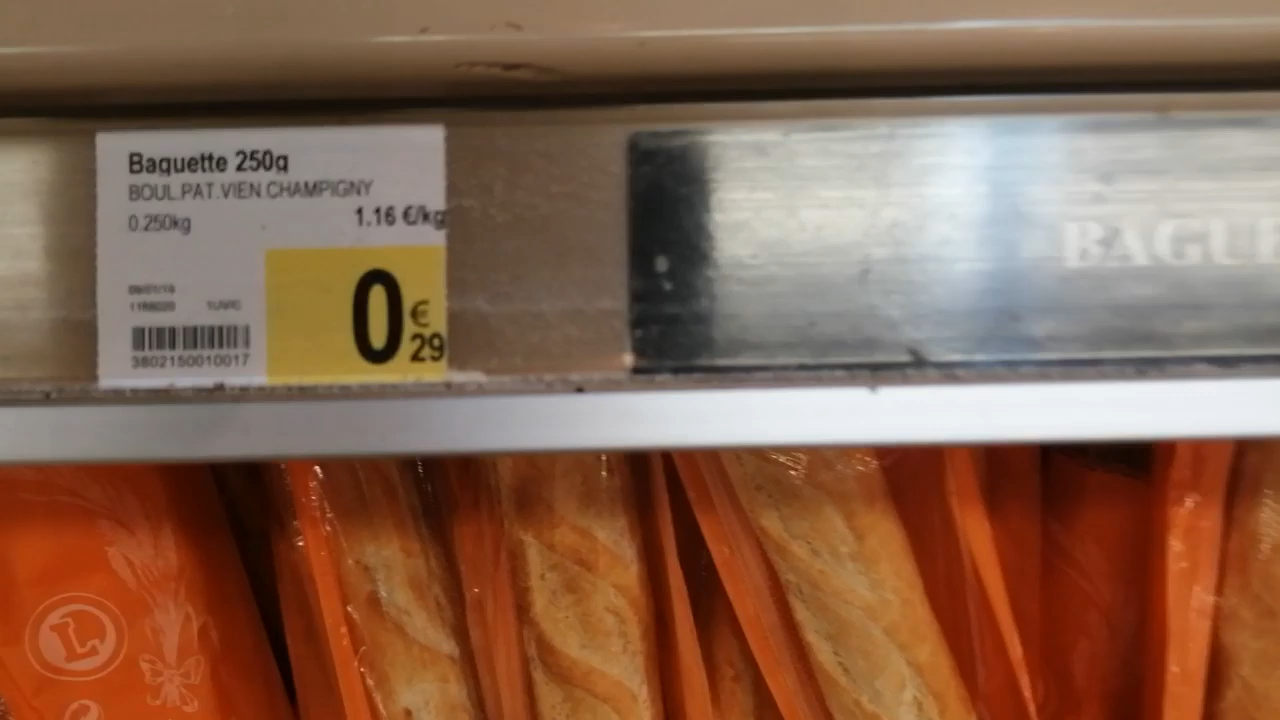 Baguette 250g
BOUL.PAT.VIEN.CHAMPIGNY
0.250kg 1.16 €/kg
0 € 29
3802150010017
BAGUE
L